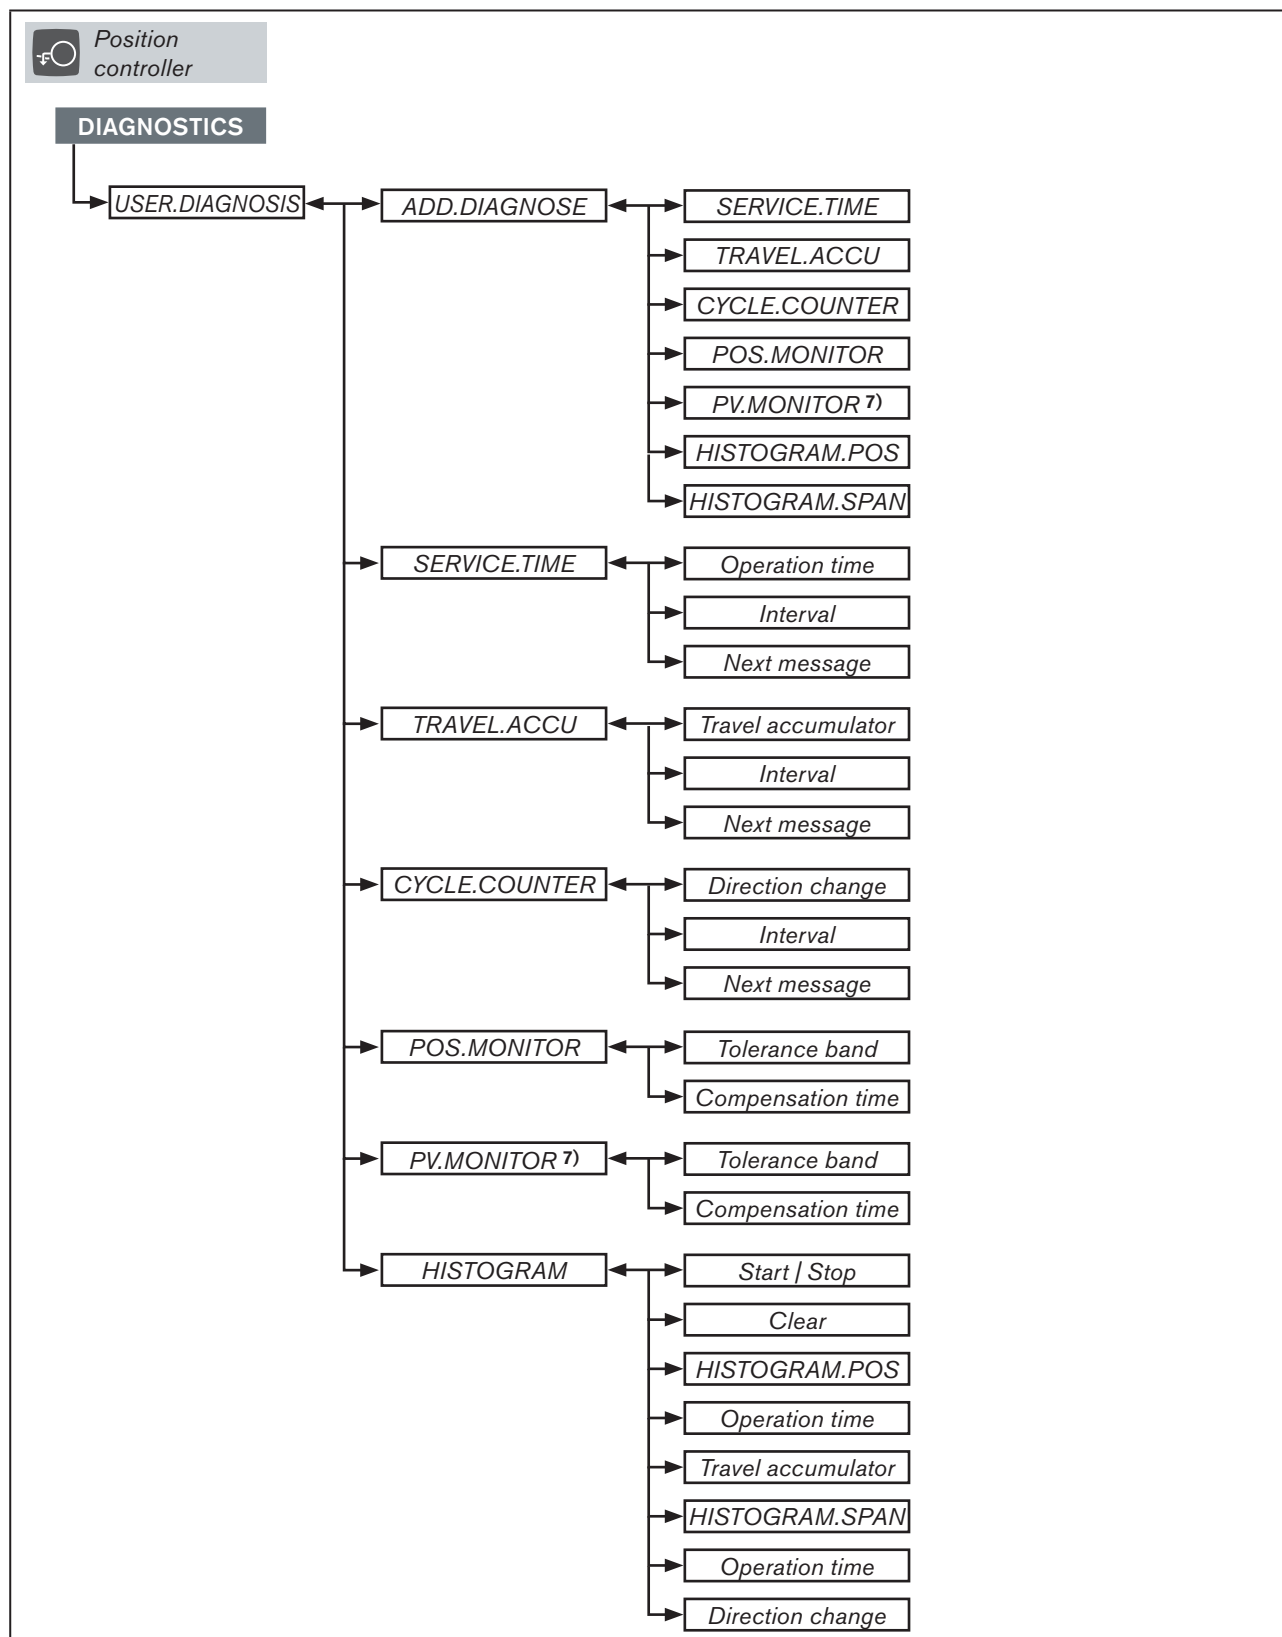 Position
controller
DIAGNOSTICS
USER.DIAGNOSIS
ADD.DIAGNOSE
SERVICE.TIME
TRAVEL.ACCU
CYCLE.COUNTER
POS.MONITOR
PV.MONITOR 7)
HISTOGRAM.POS
HISTOGRAM.SPAN
SERVICE.TIME
Operation time
Interval
Next message
TRAVEL.ACCU
Travel accumulator
Interval
Next message
CYCLE.COUNTER
Direction change
Interval
Next message
POS.MONITOR
Tolerance band
Compensation time
PV.MONITOR 7)
Tolerance band
Compensation time
HISTOGRAM
Start | Stop
Clear
HISTOGRAM.POS
Operation time
Travel accumulator
HISTOGRAM.SPAN
Operation time
Direction change